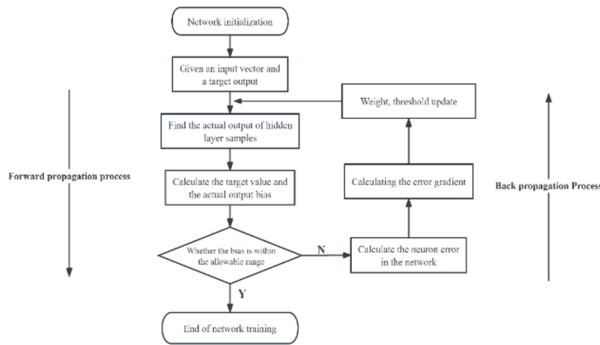 Network initialization
Given an input vector and
a target output
Weight, threshold update
Find the actual output of hidden
layer samples
Forward propagation process
Calculate the target value and
the actual output bias
Calculating the error gradient
Back propagation Process
Whether the bias is within
the allowable range
N
Calculate the neuron error
in the network
Y
End of network training